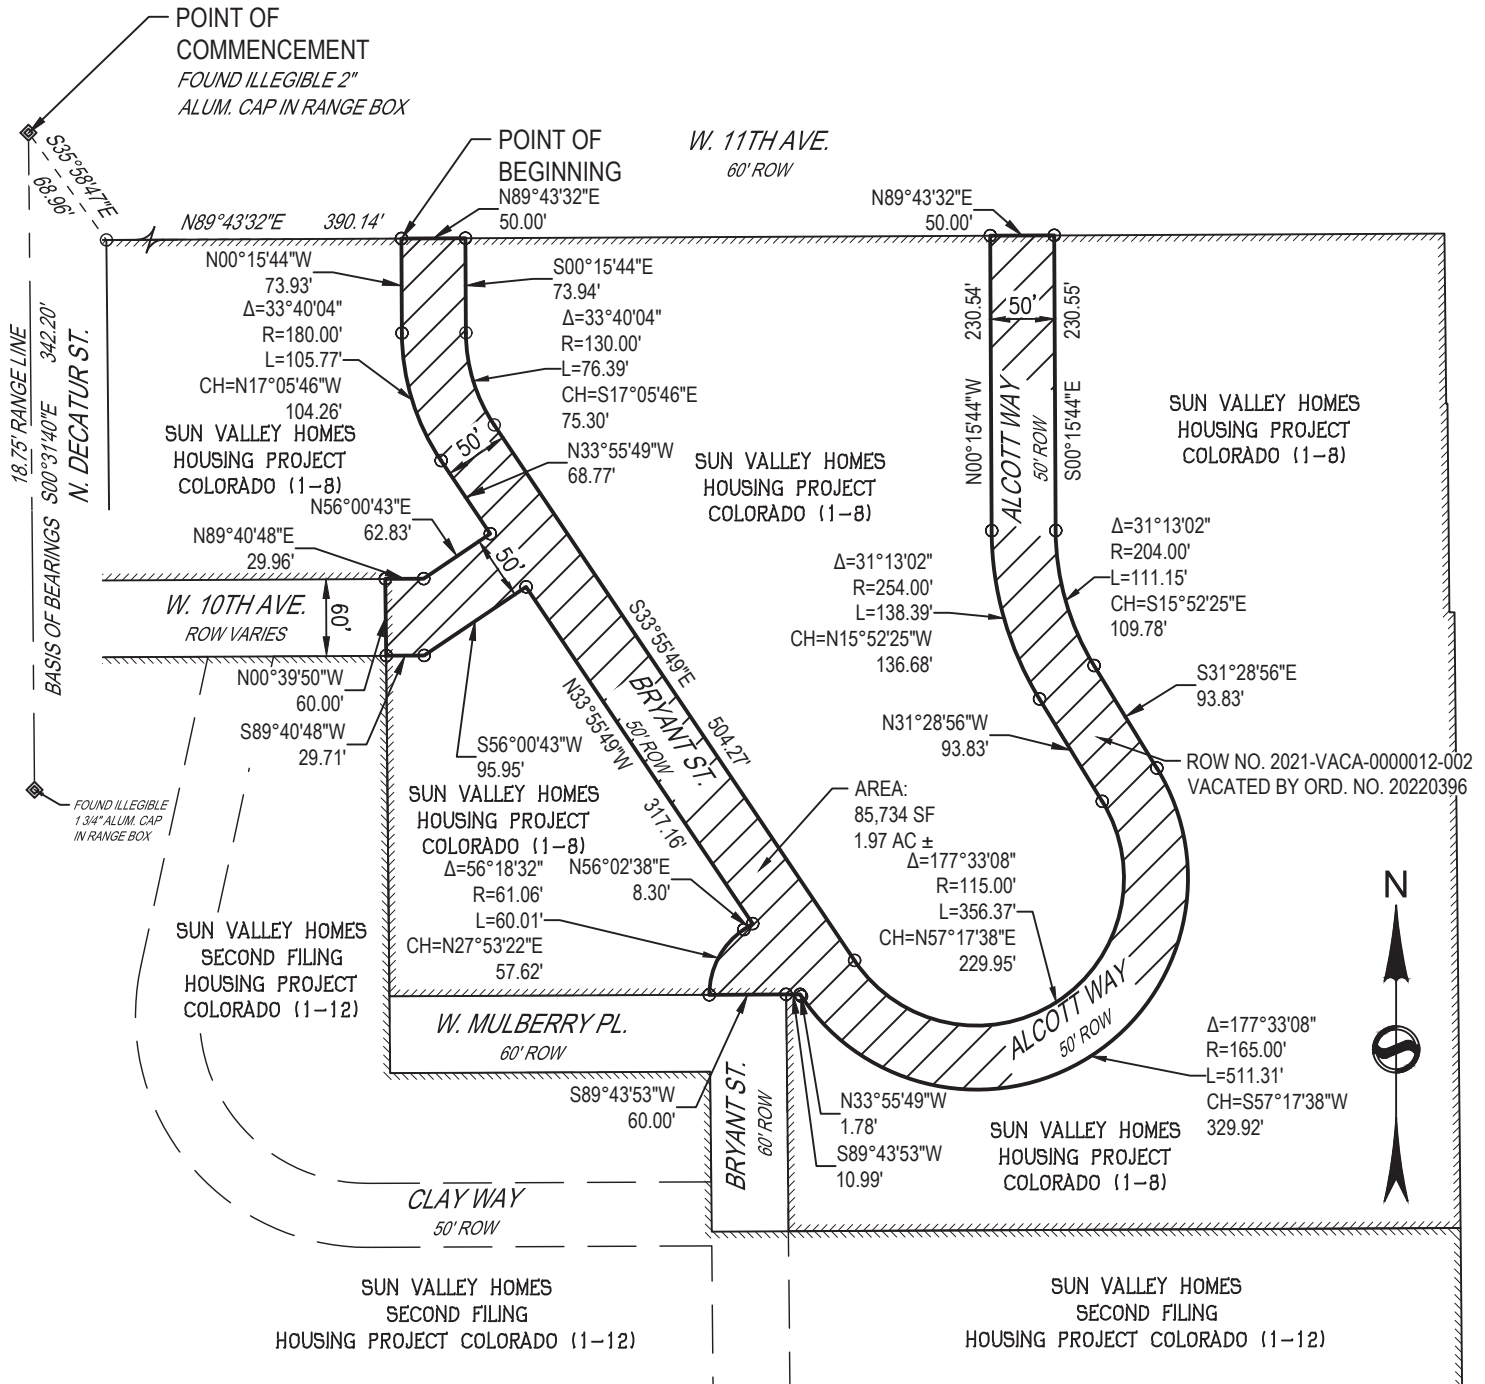 POINT OF
COMMENCEMENT
FOUND ILLEGIBLE 2"
ALUM. CAP IN RANGE BOX
S35°58'47"E
68.96'
POINT OF
BEGINNING
W. 11TH AVE.
60' ROW
N89°43'32"E 390.14'
N89°43'32"E
50.00'
N89°43'32"E
50.00'
N00°15'44"W
73.93'
Δ=33°40'04"
R=180.00'
L=105.77'
CH=N17°05'46"W
104.26'
S00°15'44"E
73.94'
Δ=33°40'04"
R=130.00'
L=76.39'
CH=S17°05'46"E
75.30'
18.75' RANGE LINE
BASIS OF BEARINGS S00°31'40"E 342.20'
N. DECATUR ST.
SUN VALLEY HOMES
HOUSING PROJECT
COLORADO (1-8)
50'
N33°55'49"W
68.77'
SUN VALLEY HOMES
HOUSING PROJECT
COLORADO (1-8)
230.54'
N00°15'44"W
50'
ALCOTT WAY
50' ROW
230.55'
S00°15'44"E
SUN VALLEY HOMES
HOUSING PROJECT
COLORADO (1-8)
N56°00'43"E
62.83'
N89°40'48"E
29.96'
50'
W. 10TH AVE.
ROW VARIES
60'
N00°39'50"W
60.00'
S89°40'48"W
29.71'
S56°00'43"W
95.95'
S33°55'49"E
504.27'
BRYANT ST.
50' ROW
N33°55'49"W
317.16'
Δ=31°13'02"
R=254.00'
L=138.39'
CH=N15°52'25"W
136.68'
Δ=31°13'02"
R=204.00'
L=111.15'
CH=S15°52'25"E
109.78'
S31°28'56"E
93.83'
N31°28'56"W
93.83'
ROW NO. 2021-VACA-0000012-002
VACATED BY ORD. NO. 20220396
FOUND ILLEGIBLE
1 3/4" ALUM. CAP
IN RANGE BOX
SUN VALLEY HOMES
HOUSING PROJECT
COLORADO (1-8)
AREA:
85,734 SF
1.97 AC ±
Δ=56°18'32"
R=61.06'
L=60.01'
CH=N27°53'22"E
57.62'
N56°02'38"E
8.30'
Δ=177°33'08"
R=115.00'
L=356.37'
CH=N57°17'38"E
229.95'
N
SUN VALLEY HOMES
SECOND FILING
HOUSING PROJECT
COLORADO (1-12)
W. MULBERRY PL.
60' ROW
ALCOTT WAY
50' ROW
Δ=177°33'08"
R=165.00'
L=511.31'
CH=S57°17'38"W
329.92'
S89°43'53"W
60.00'
BRYANT ST.
60' ROW
N33°55'49"W
1.78'
S89°43'53"W
10.99'
SUN VALLEY HOMES
HOUSING PROJECT
COLORADO (1-8)
CLAY WAY
50' ROW
SUN VALLEY HOMES
SECOND FILING
HOUSING PROJECT COLORADO (1-12)
SUN VALLEY HOMES
SECOND FILING
HOUSING PROJECT COLORADO (1-12)